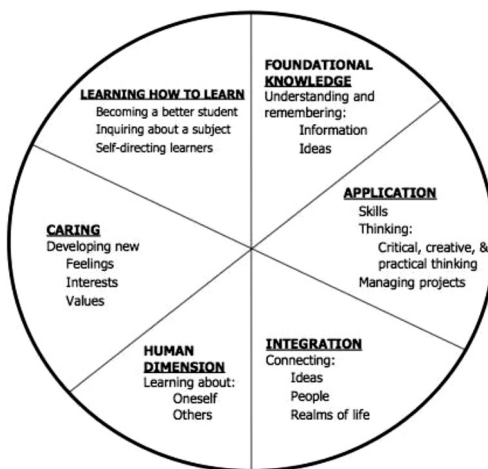 FOUNDATIONAL
KNOWLEDGE
Understanding and
remembering:
Information
Ideas
APPLICATION
Skills
Thinking:
Critical, creative, &
practical thinking
Managing projects
INTEGRATION
Connecting:
Ideas
People
Realms of life
HUMAN
DIMENSION
Learning about:
Oneself
Others
CARING
Developing new
Feelings
Interests
Values
LEARNING HOW TO LEARN
Becoming a better student
Inquiring about a subject
Self-directing learners